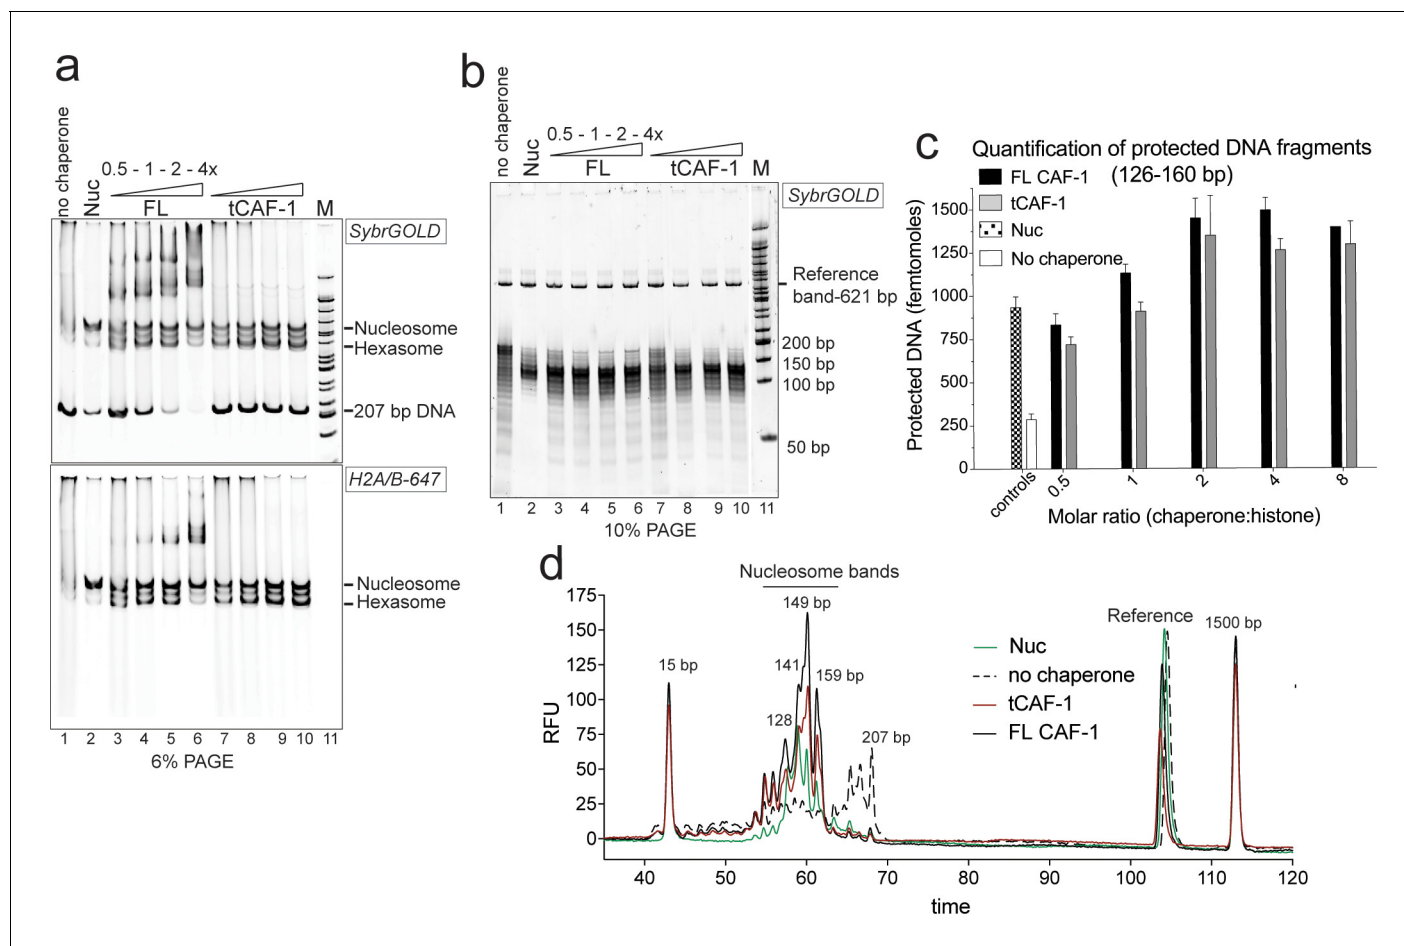 a
no chaperone
Nuc
0.5 - 1 - 2 - 4x
FL
tCAF-1
M
SybrGOLD
Nucleosome
Hexasome
207 bp DNA
H2A/B-647
Nucleosome
Hexasome
1 2 3 4 5 6 7 8 9 10 11
6% PAGE
b
no chaperone
Nuc
0.5 - 1 - 2 - 4x
FL
tCAF-1
M
SybrGOLD
Reference
band-621 bp
200 bp
150 bp
100 bp
50 bp
1 2 3 4 5 6 7 8 9 10 11
10% PAGE
c
Quantification of protected DNA fragments
(126-160 bp)
FL CAF-1
tCAF-1
Nuc
No chaperone
Protected DNA (femtomoles)
1500
1250
1000
750
500
250
0
controls
0.5
1
2
4
8
Molar ratio (chaperone:histone)
d
Nucleosome bands
149 bp
141
159 bp
128
15 bp
207 bp
Reference
1500 bp
Nuc
no chaperone
tCAF-1
FL CAF-1
RFU
175
150
125
100
75
50
25
0
40 50 60 70 80 90 100 110 120
time